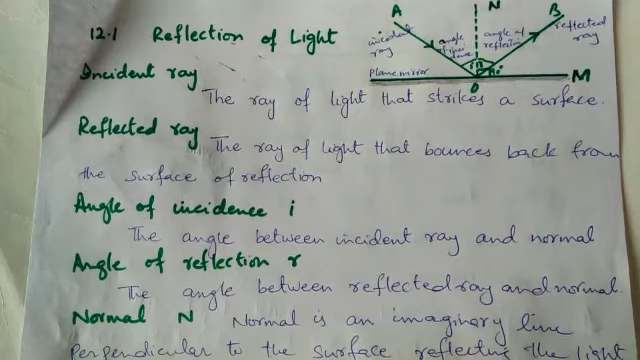 A N B
12.1 Reflection of Light
incident ray
angle of
angle of reflection
reflected ray
Plane mirror
i r
O M
Incident ray
The ray of light that strikes a surface.
Reflected ray The ray of light that bounces back from
the surface of reflection
Angle of incidence i
The angle between incident ray and normal
Angle of reflection r
The angle between reflected ray and normal.
Normal N Normal is an imaginary line
perpendicular to the surface reflecting the light